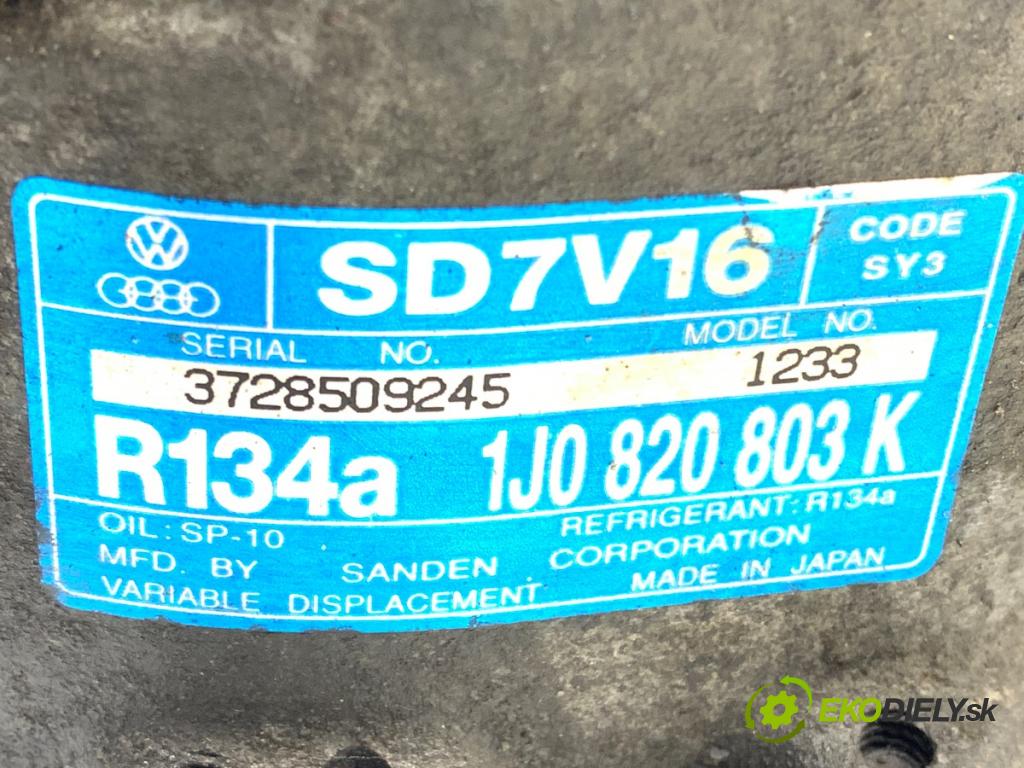 SD7V16
CODE
SY3
SERIAL NO. MODEL NO.
3728509245 1233
R134a 1J0 820 803 K
OIL: SP-10 REFRIGERANT: R134a
MFD. BY SANDEN CORPORATION
VARIABLE DISPLACEMENT MADE IN JAPAN
EKODIELY.sk